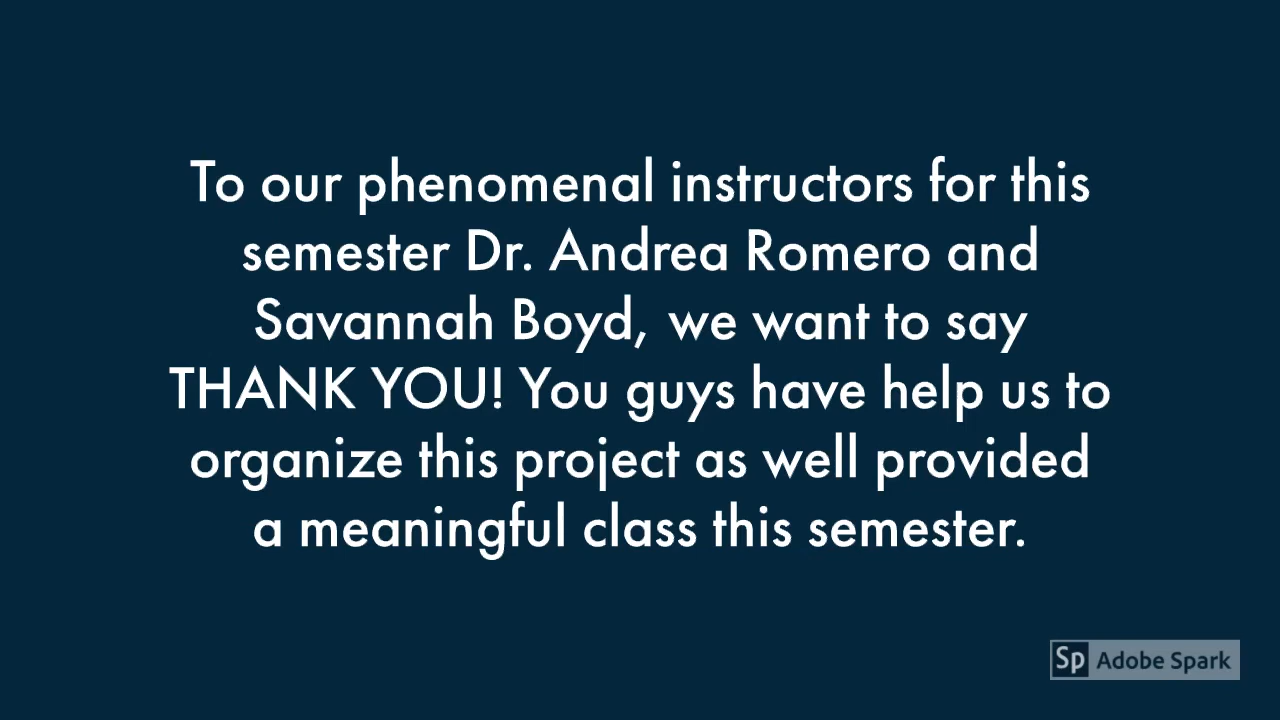 To our phenomenal instructors for this
semester Dr. Andrea Romero and
Savannah Boyd, we want to say
THANK YOU! You guys have help us to
organize this project as well provided
a meaningful class this semester.
Sp Adobe Spark